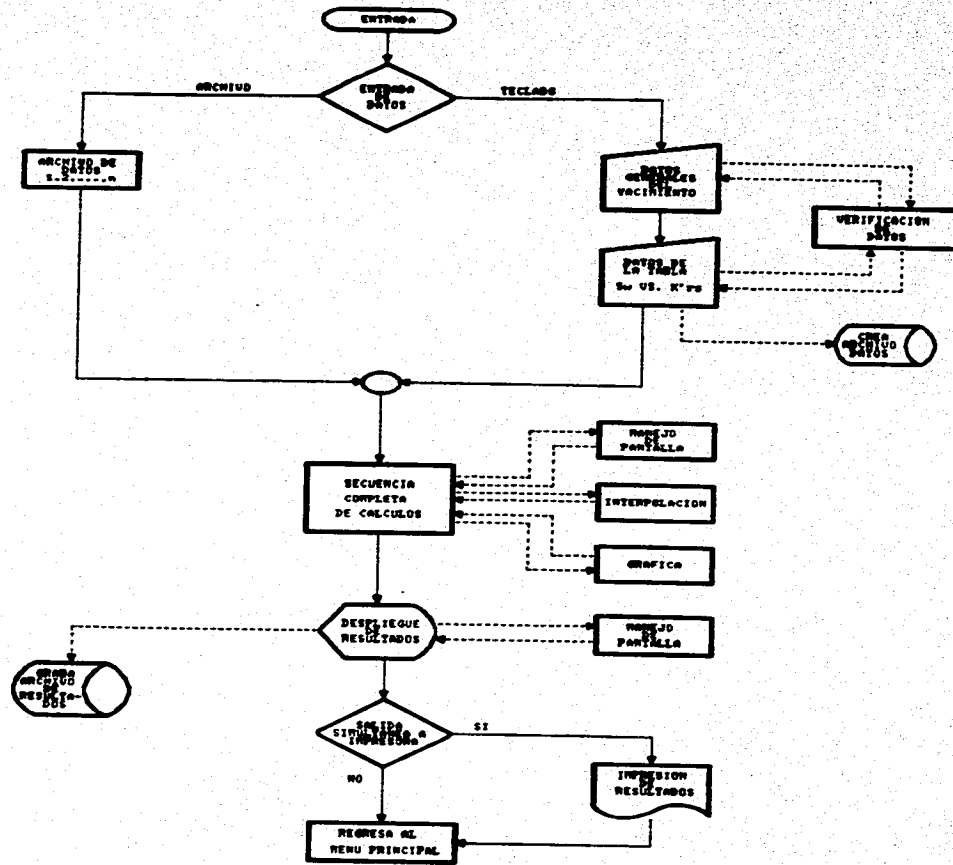 ENTRADA
ENTRADA
DE
DATOS
ARCHIVO
TECLADO
ARCHIVO DE
DATOS
DATOS
GENERALES
DEL
YACIMIENTO
VERIFICACION
DE
DATOS
DATOS DE
LA TABLA
Sw VS. K'rs
CREA
ARCHIVO
DATOS
MANEJO
DE
PANTALLA
SECUENCIA
COMPLETA
DE CALCULOS
INTERPOLACION
GRAFICA
DESPLIEGUE
DE
RESULTADOS
MANEJO
DE
PANTALLA
GRABA
ARCHIVO
DE
RESULTA-
DOS
SALIDA
SIMULTANEA A
IMPRESORA
SI
NO
IMPRESION
DE
RESULTADOS
REGRESA AL
MENU PRINCIPAL